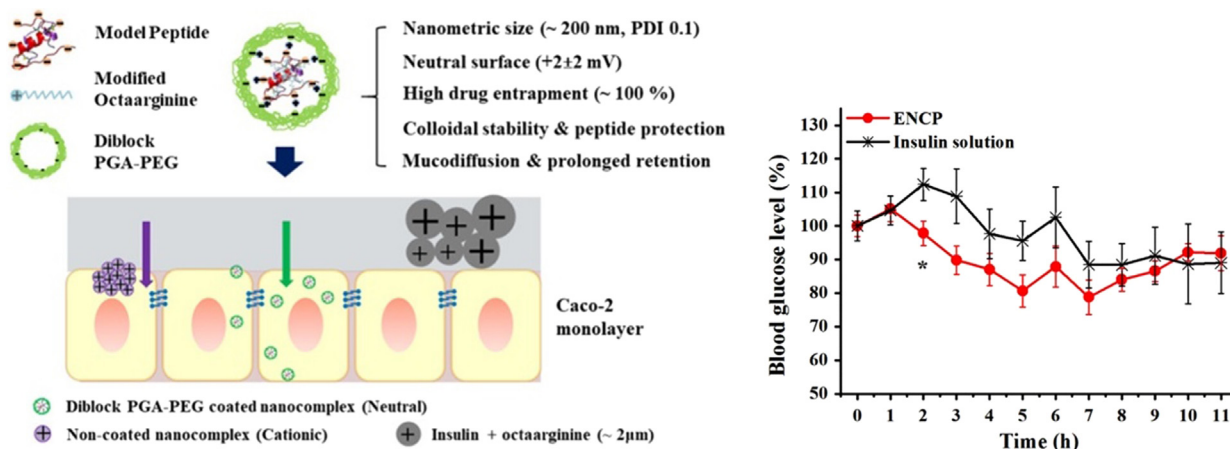 Model Peptide
Modified
Octaarginine
Diblock
PGA-PEG
Nanometric size (~ 200 nm, PDI 0.1)
Neutral surface (+2±2 mV)
High drug entrapment (~ 100 %)
Colloidal stability & peptide protection
Mucodiffusion & prolonged retention
Caco-2
monolayer
Diblock PGA-PEG coated nanocomplex (Neutral)
Non-coated nanocomplex (Cationic)
Insulin + octaarginine (~ 2μm)
ENCP
Insulin solution
Blood glucose level (%)
130
120
110
100
90
80
70
60
50
*
0 1 2 3 4 5 6 7 8 9 10 11
Time (h)